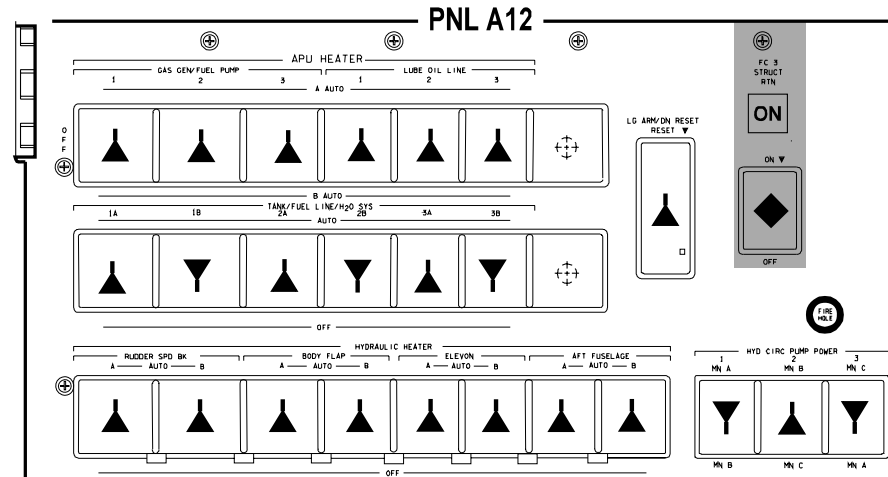 PNL A12
APU HEATER
GAS GEN/FUEL PUMP LUBE OIL LINE
1 2 3 1 2 3
A AUTO
OFF
B AUTO
TANK/FUEL LINE/H2O SYS
1A 1B 2A 2B 3A 3B
AUTO
OFF
LG ARM/DN RESET
RESET ▼
FC 3
STRUCT
RTN
ON
ON ▼
OFF
FIRE
HOLE
HYDRAULIC HEATER
RUDDER SPD BK BODY FLAP ELEVON AFT FUSELAGE
A AUTO B A AUTO B A AUTO B A AUTO B
OFF
HYD CIRC PUMP POWER
1 2 3
MN A MN B MN C
MN B MN C MN A